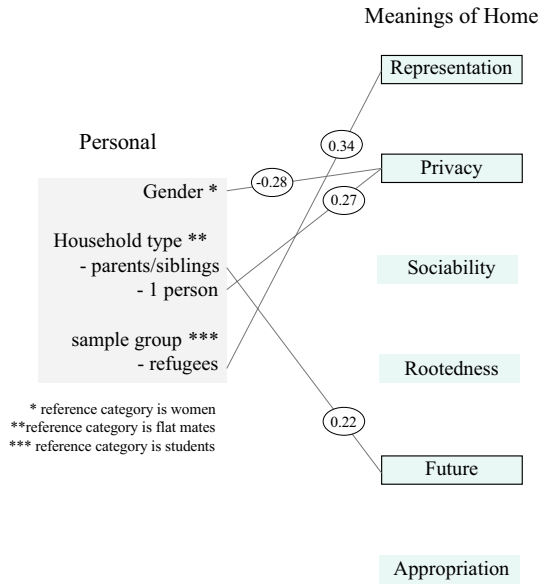 Meanings of Home
Representation
Personal
0.34
Privacy
Gender *
-0.28
0.27
Household type **
- parents/siblings
- 1 person
Sociability
sample group ***
- refugees
Rootedness
* reference category is women
**reference category is flat mates
*** reference category is students
0.22
Future
Appropriation